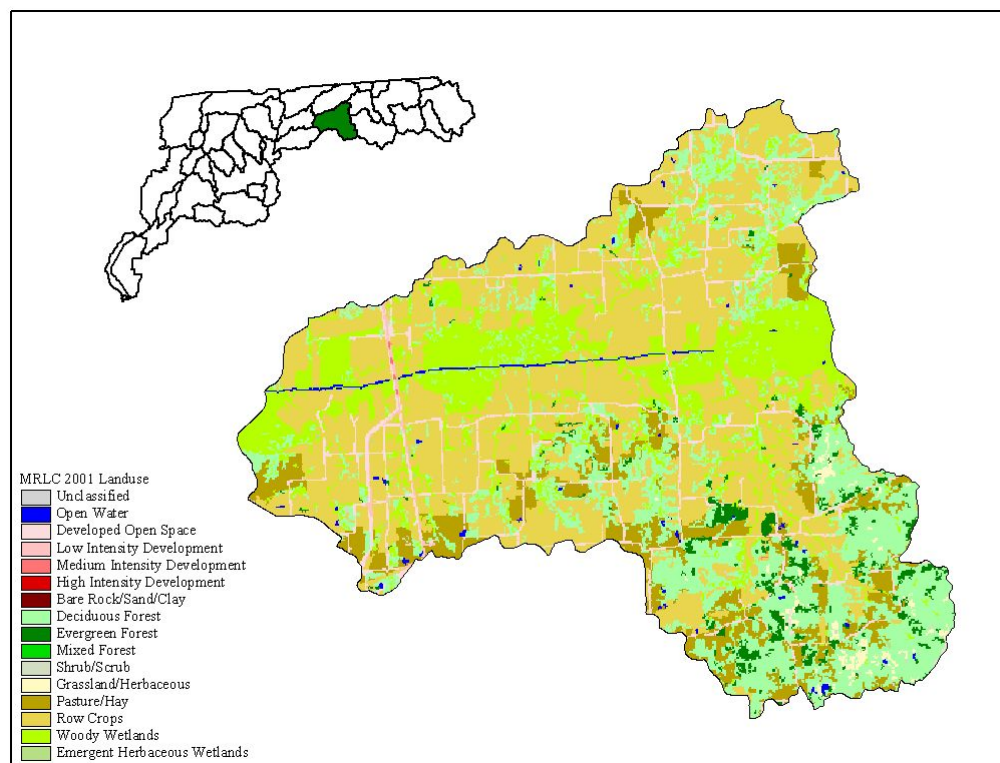 MRLC 2001 Landuse
Unclassified
Open Water
Developed Open Space
Low Intensity Development
Medium Intensity Development
High Intensity Development
Bare Rock/Sand/Clay
Deciduous Forest
Evergreen Forest
Mixed Forest
Shrub/Scrub
Grassland/Herbaceous
Pasture/Hay
Row Crops
Woody Wetlands
Emergent Herbaceous Wetlands